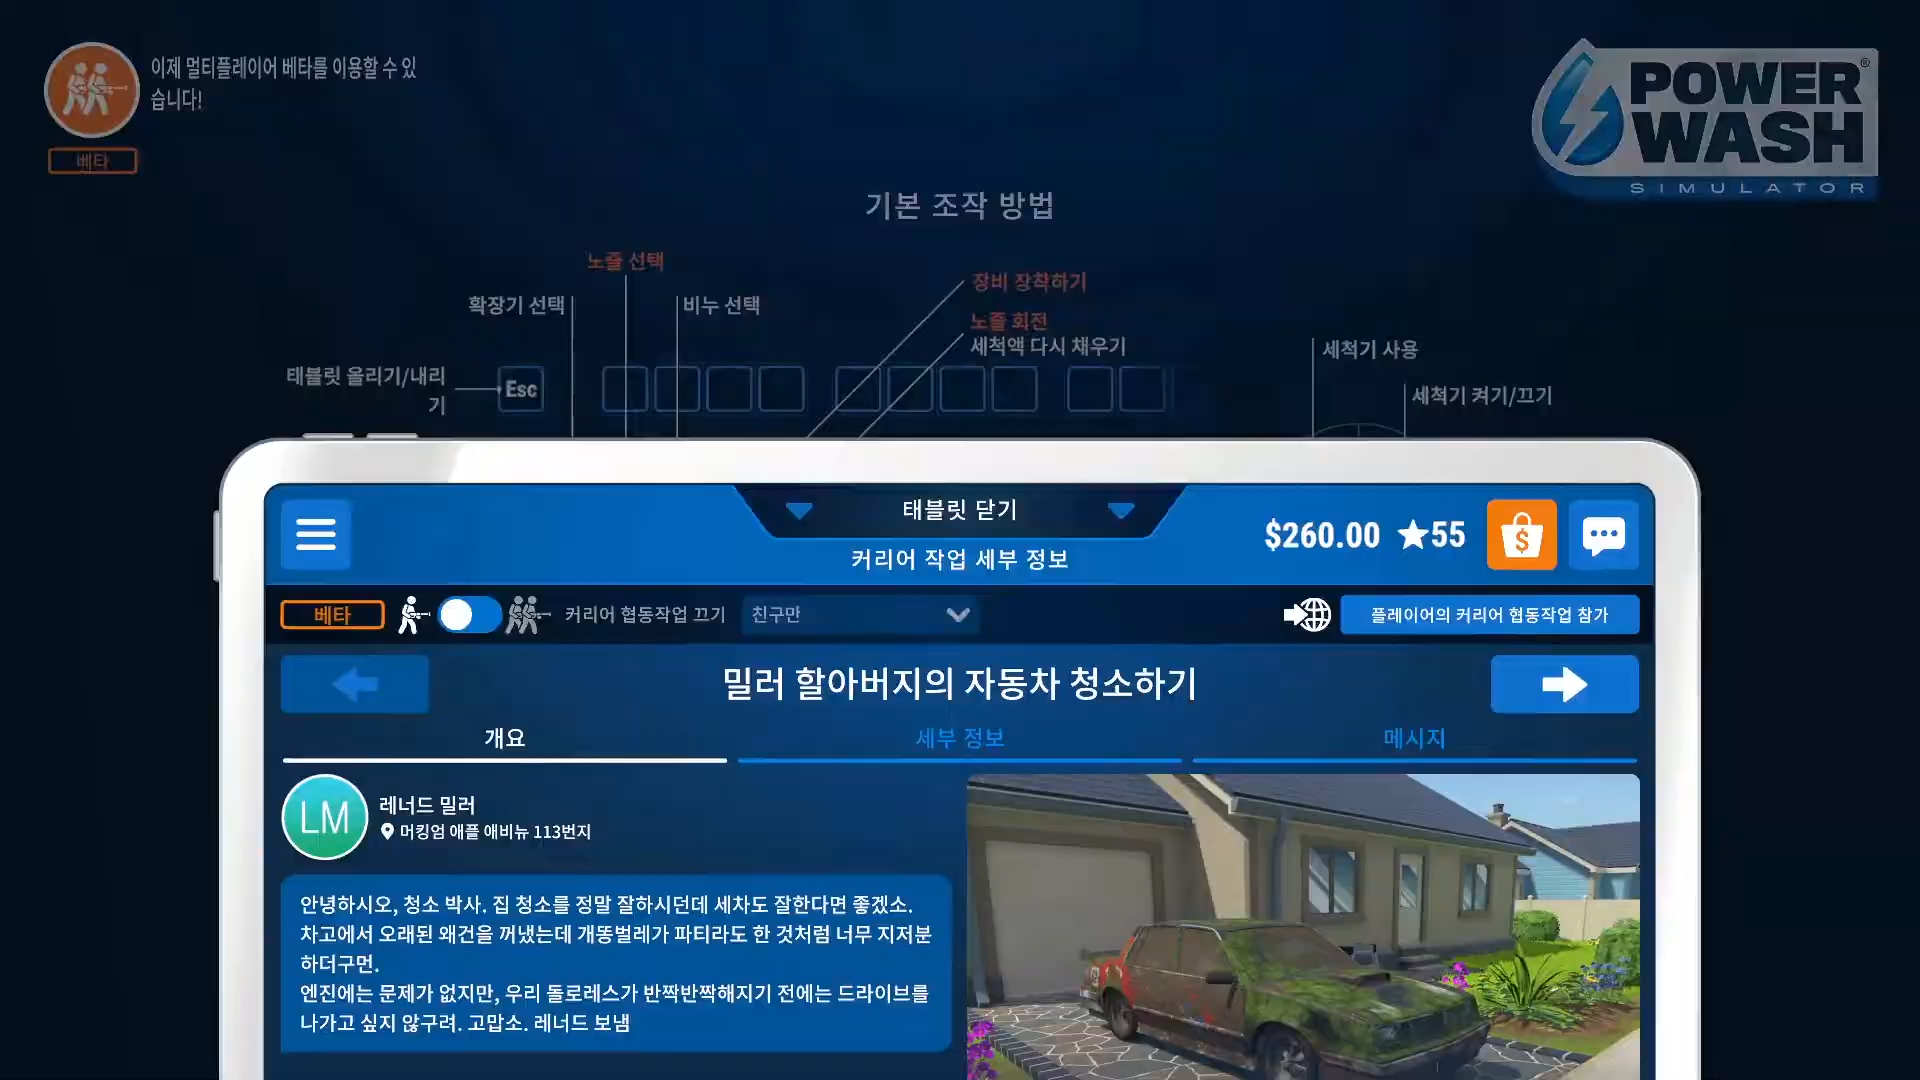 이제 멀티플레이어 베타를 이용할 수 있
습니다!
베타
POWER®
WASH
SIMULATOR
기본 조작 방법
노즐 선택
장비 장착하기
확장기 선택
비누 선택
노즐 회전
세척액 다시 채우기
세척기 사용
태블릿 올리기/내리
기
Esc
세척기 켜기/끄기
태블릿 닫기
$260.00 ★55
$
커리어 작업 세부 정보
베타
커리어 협동작업 끄기
친구만
플레이어의 커리어 협동작업 참가
밀러 할아버지의 자동차 청소하기
개요
세부 정보
메시지
LM
레너드 밀러
머킹엄 애플 애비뉴 113번지
안녕하시오, 청소 박사. 집 청소를 정말 잘하시던데 세차도 잘한다면 좋겠소.
차고에서 오래된 왜건을 꺼냈는데 개똥벌레가 파티라도 한 것처럼 너무 지저분
하더구먼.
엔진에는 문제가 없지만, 우리 돌로레스가 반짝반짝해지기 전에는 드라이브를
나가고 싶지 않구려. 고맙소. 레너드 보냄